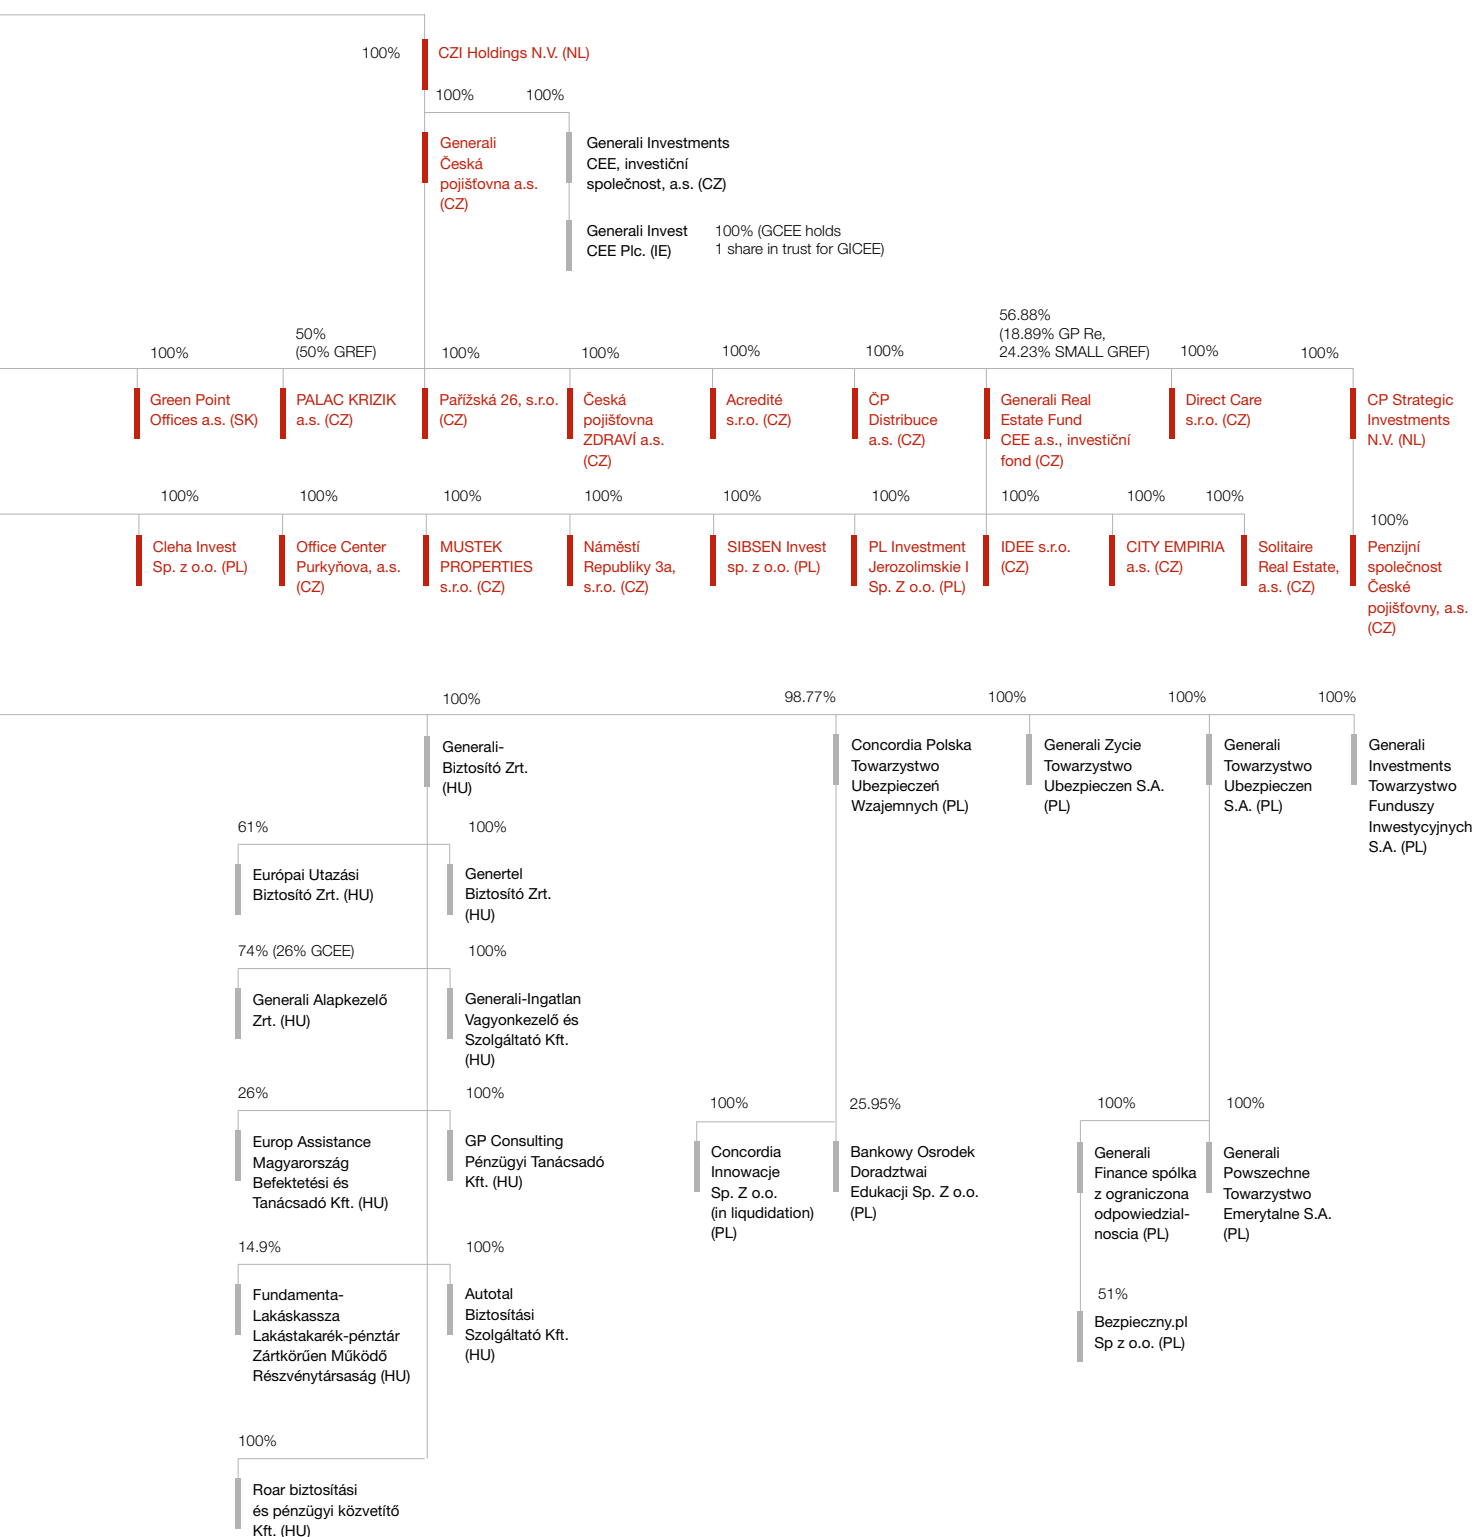 100%
CZI Holdings N.V. (NL)
100%
100%
Generali
Česká
pojišťovna a.s.
(CZ)
Generali Investments
CEE, investiční
společnost, a.s. (CZ)
Generali Invest
CEE Plc. (IE)
100% (GCEE holds
1 share in trust for GICEE)
100%
50%
(50% GREF)
100%
100%
100%
100%
56.88%
(18.89% GP Re,
24.23% SMALL GREF)
100%
100%
Green Point
Offices a.s. (SK)
PALAC KRIZIK
a.s. (CZ)
Pařížská 26, s.r.o.
(CZ)
Česká
pojišťovna
ZDRAVÍ a.s.
(CZ)
Acredité
s.r.o. (CZ)
ČP
Distribuce
a.s. (CZ)
Generali Real
Estate Fund
CEE a.s., investiční
fond (CZ)
Direct Care
s.r.o. (CZ)
CP Strategic
Investments
N.V. (NL)
100%
100%
100%
100%
100%
100%
100%
100%
100%
100%
Cleha Invest
Sp. z o.o. (PL)
Office Center
Purkyňova, a.s.
(CZ)
MUSTEK
PROPERTIES
s.r.o. (CZ)
Náměstí
Republiky 3a,
s.r.o. (CZ)
SIBSEN Invest
sp. z o.o. (PL)
PL Investment
Jerozolimskie I
Sp. Z o.o. (PL)
IDEE s.r.o.
(CZ)
CITY EMPIRIA
a.s. (CZ)
Solitaire
Real Estate,
a.s. (CZ)
Penzijní
společnost
České
pojišťovny, a.s.
(CZ)
100%
98.77%
100%
100%
100%
Generali-
Biztosító Zrt.
(HU)
Concordia Polska
Towarzystwo
Ubezpieczeń
Wzajemnych (PL)
Generali Zycie
Towarzystwo
Ubezpieczen S.A.
(PL)
Generali
Towarzystwo
Ubezpieczen
S.A. (PL)
Generali
Investments
Towarzystwo
Funduszy
Inwestycyjnych
S.A. (PL)
61%
100%
Európai Utazási
Biztosító Zrt. (HU)
Genertel
Biztosító Zrt.
(HU)
74% (26% GCEE)
100%
Generali Alapkezelő
Zrt. (HU)
Generali-Ingatlan
Vagyonkezelő és
Szolgáltató Kft.
(HU)
26%
100%
Europ Assistance
Magyarország
Befektetési és
Tanácsadó Kft. (HU)
GP Consulting
Pénzügyi Tanácsadó
Kft. (HU)
100%
25.95%
100%
100%
Concordia
Innowacje
Sp. Z o.o.
(in liqudidation)
(PL)
Bankowy Osrodek
Doradztwai
Edukacji Sp. Z o.o.
(PL)
Generali
Finance spólka
z ograniczona
odpowiedzial-
noscia (PL)
Generali
Powszechne
Towarzystwo
Emerytalne S.A.
(PL)
14.9%
100%
Fundamenta-
Lakáskassza
Lakástakarék-pénztár
Zártkörűen Működő
Részvénytársaság (HU)
Autotal
Biztosítási
Szolgáltató Kft.
(HU)
51%
Bezpieczny.pl
Sp z o.o. (PL)
100%
Roar biztosítási
és pénzügyi közvetítő
Kft. (HU)